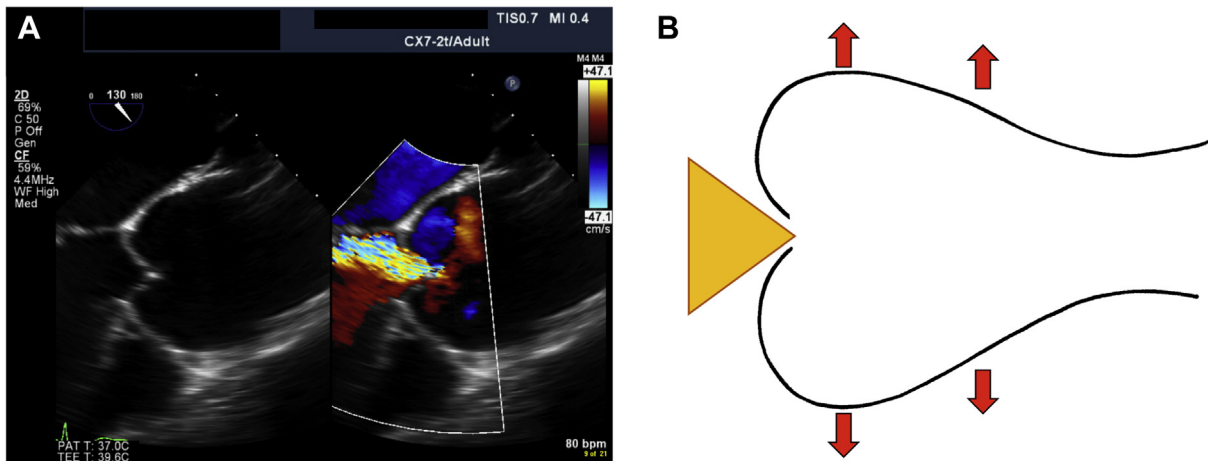 A
TIS0.7 MI 0.4
CX7-2t/Adult
M4 M4
+47.1
2D
69%
C 50
P Off
Gen
CF
59%
4.4MHz
WF High
Med
0 130 180
P
-47.1
cm/s
PAT T: 37.0C
TEE T: 39.6C
80 bpm
9 of 21
B